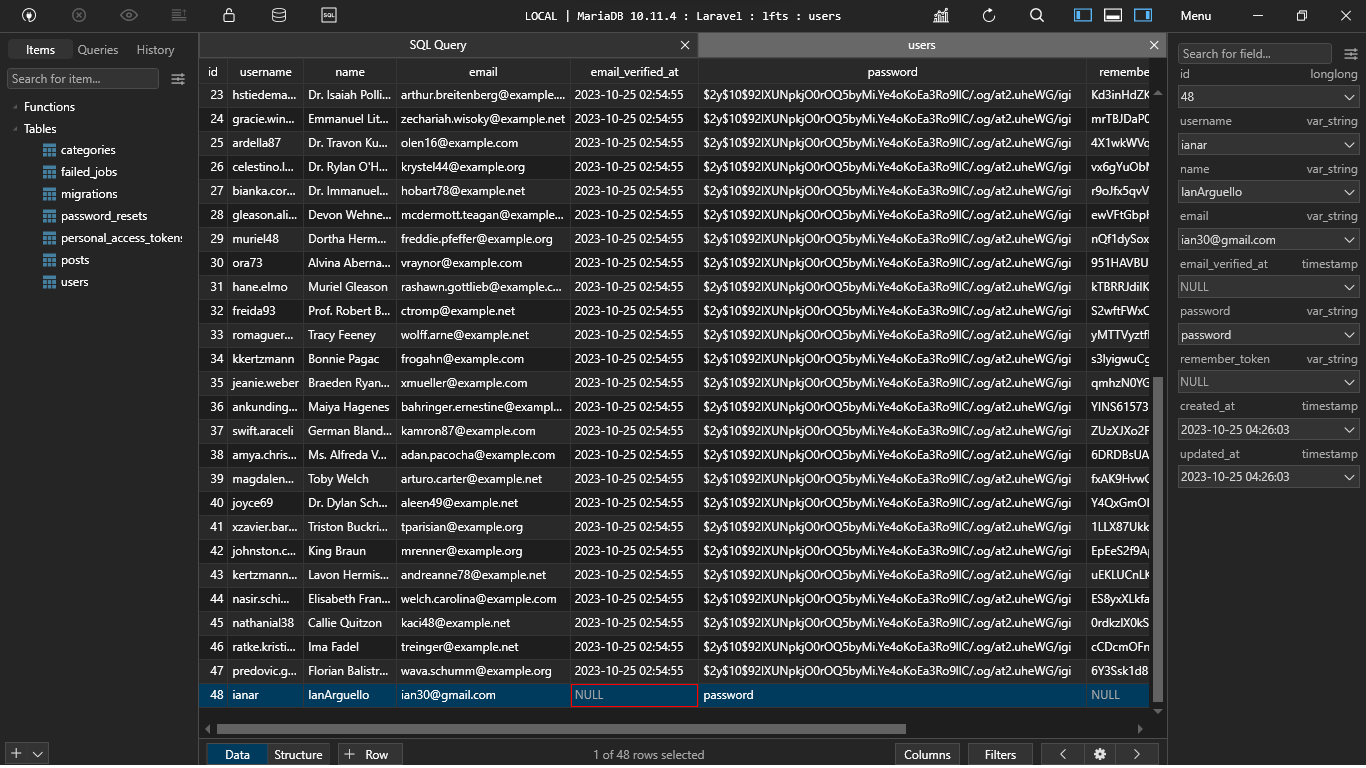 SQL
LOCAL | MariaDB 10.11.4 : Laravel : lfts : users
Menu
Items Queries History
SQL Query
users
Search for item...
Functions
Tables
categories
failed_jobs
migrations
password_resets
personal_access_tokens
posts
users
id username name email email_verified_at password remembe
23 hstiedema... Dr. Isaiah Polli... arthur.breitenberg@example.... 2023-10-25 02:54:55 $2y$10$92IXUNpkjO0rOQ5byMi.Ye4oKoEa3Ro9llC/.og/at2.uheWG/igi Kd3inHdZK
24 gracie.win... Emmanuel Lit... zechariah.wisoky@example.net 2023-10-25 02:54:55 $2y$10$92IXUNpkjO0rOQ5byMi.Ye4oKoEa3Ro9llC/.og/at2.uheWG/igi mrTBJDaP0
25 ardella87 Dr. Travon Ku... olen16@example.com 2023-10-25 02:54:55 $2y$10$92IXUNpkjO0rOQ5byMi.Ye4oKoEa3Ro9llC/.og/at2.uheWG/igi 4X1wkWVq
26 celestino.l... Dr. Rylan O'H... krystel44@example.org 2023-10-25 02:54:55 $2y$10$92IXUNpkjO0rOQ5byMi.Ye4oKoEa3Ro9llC/.og/at2.uheWG/igi vx6gYuObM
27 bianka.cor... Dr. Immanuel... hobart78@example.net 2023-10-25 02:54:55 $2y$10$92IXUNpkjO0rOQ5byMi.Ye4oKoEa3Ro9llC/.og/at2.uheWG/igi r9oJfx5qvV
28 gleason.ali... Devon Wehne... mcdermott.teagan@example... 2023-10-25 02:54:55 $2y$10$92IXUNpkjO0rOQ5byMi.Ye4oKoEa3Ro9llC/.og/at2.uheWG/igi ewVFtGbpH
29 muriel48 Dortha Herm... freddie.pfeffer@example.org 2023-10-25 02:54:55 $2y$10$92IXUNpkjO0rOQ5byMi.Ye4oKoEa3Ro9llC/.og/at2.uheWG/igi nQf1dySox
30 ora73 Alvina Aberna... vraynor@example.com 2023-10-25 02:54:55 $2y$10$92IXUNpkjO0rOQ5byMi.Ye4oKoEa3Ro9llC/.og/at2.uheWG/igi 951HAVBU
31 hane.elmo Muriel Gleason rashawn.gottlieb@example.c... 2023-10-25 02:54:55 $2y$10$92IXUNpkjO0rOQ5byMi.Ye4oKoEa3Ro9llC/.og/at2.uheWG/igi kTBRRJdilK
32 freida93 Prof. Robert B... ctromp@example.net 2023-10-25 02:54:55 $2y$10$92IXUNpkjO0rOQ5byMi.Ye4oKoEa3Ro9llC/.og/at2.uheWG/igi S2wftFWxC
33 romaguer... Tracy Feeney wolff.arne@example.net 2023-10-25 02:54:55 $2y$10$92IXUNpkjO0rOQ5byMi.Ye4oKoEa3Ro9llC/.og/at2.uheWG/igi yMTTVyztfl
34 kkertzmann Bonnie Pagac frogahn@example.com 2023-10-25 02:54:55 $2y$10$92IXUNpkjO0rOQ5byMi.Ye4oKoEa3Ro9llC/.og/at2.uheWG/igi s3lyigwuCg
35 jeanie.weber Braeden Ryan... xmueller@example.com 2023-10-25 02:54:55 $2y$10$92IXUNpkjO0rOQ5byMi.Ye4oKoEa3Ro9llC/.og/at2.uheWG/igi qmhzN0YG
36 ankunding... Maiya Hagenes bahringer.ernestine@exampl... 2023-10-25 02:54:55 $2y$10$92IXUNpkjO0rOQ5byMi.Ye4oKoEa3Ro9llC/.og/at2.uheWG/igi YINS61573
37 swift.araceli German Bland... kamron87@example.com 2023-10-25 02:54:55 $2y$10$92IXUNpkjO0rOQ5byMi.Ye4oKoEa3Ro9llC/.og/at2.uheWG/igi ZUzXJXo2F
38 amya.chris... Ms. Alfreda V... adan.pacocha@example.com 2023-10-25 02:54:55 $2y$10$92IXUNpkjO0rOQ5byMi.Ye4oKoEa3Ro9llC/.og/at2.uheWG/igi 6DRDBsUA
39 magdalen... Toby Welch arturo.carter@example.net 2023-10-25 02:54:55 $2y$10$92IXUNpkjO0rOQ5byMi.Ye4oKoEa3Ro9llC/.og/at2.uheWG/igi fxAK9HvwC
40 joyce69 Dr. Dylan Sch... aleen49@example.net 2023-10-25 02:54:55 $2y$10$92IXUNpkjO0rOQ5byMi.Ye4oKoEa3Ro9llC/.og/at2.uheWG/igi Y4QxGmOI
41 xzavier.bar... Triston Buckri... tparisian@example.org 2023-10-25 02:54:55 $2y$10$92IXUNpkjO0rOQ5byMi.Ye4oKoEa3Ro9llC/.og/at2.uheWG/igi 1LLX87Ukk
42 johnston.c... King Braun mrenner@example.org 2023-10-25 02:54:55 $2y$10$92IXUNpkjO0rOQ5byMi.Ye4oKoEa3Ro9llC/.og/at2.uheWG/igi EpEeS2f9A
43 kertzmann... Lavon Hermis... andreanne78@example.net 2023-10-25 02:54:55 $2y$10$92IXUNpkjO0rOQ5byMi.Ye4oKoEa3Ro9llC/.og/at2.uheWG/igi uEKLUCnLK
44 nasir.schi... Elisabeth Fran... welch.carolina@example.com 2023-10-25 02:54:55 $2y$10$92IXUNpkjO0rOQ5byMi.Ye4oKoEa3Ro9llC/.og/at2.uheWG/igi ES8yxXLkfa
45 nathanial38 Callie Quitzon kaci48@example.net 2023-10-25 02:54:55 $2y$10$92IXUNpkjO0rOQ5byMi.Ye4oKoEa3Ro9llC/.og/at2.uheWG/igi 0rdkzIX0kS
46 ratke.kristi... Ima Fadel treinger@example.net 2023-10-25 02:54:55 $2y$10$92IXUNpkjO0rOQ5byMi.Ye4oKoEa3Ro9llC/.og/at2.uheWG/igi cCDcmOFn
47 predovic.g... Florian Balistr... wava.schumm@example.org 2023-10-25 02:54:55 $2y$10$92IXUNpkjO0rOQ5byMi.Ye4oKoEa3Ro9llC/.og/at2.uheWG/igi 6Y3Ssk1d8
48 ianar IanArguello ian30@gmail.com NULL password NULL
Data Structure + Row 1 of 48 rows selected Columns Filters
Search for field...
id longlong
48
username var_string
ianar
name var_string
IanArguello
email var_string
ian30@gmail.com
email_verified_at timestamp
NULL
password var_string
password
remember_token var_string
NULL
created_at timestamp
2023-10-25 04:26:03
updated_at timestamp
2023-10-25 04:26:03